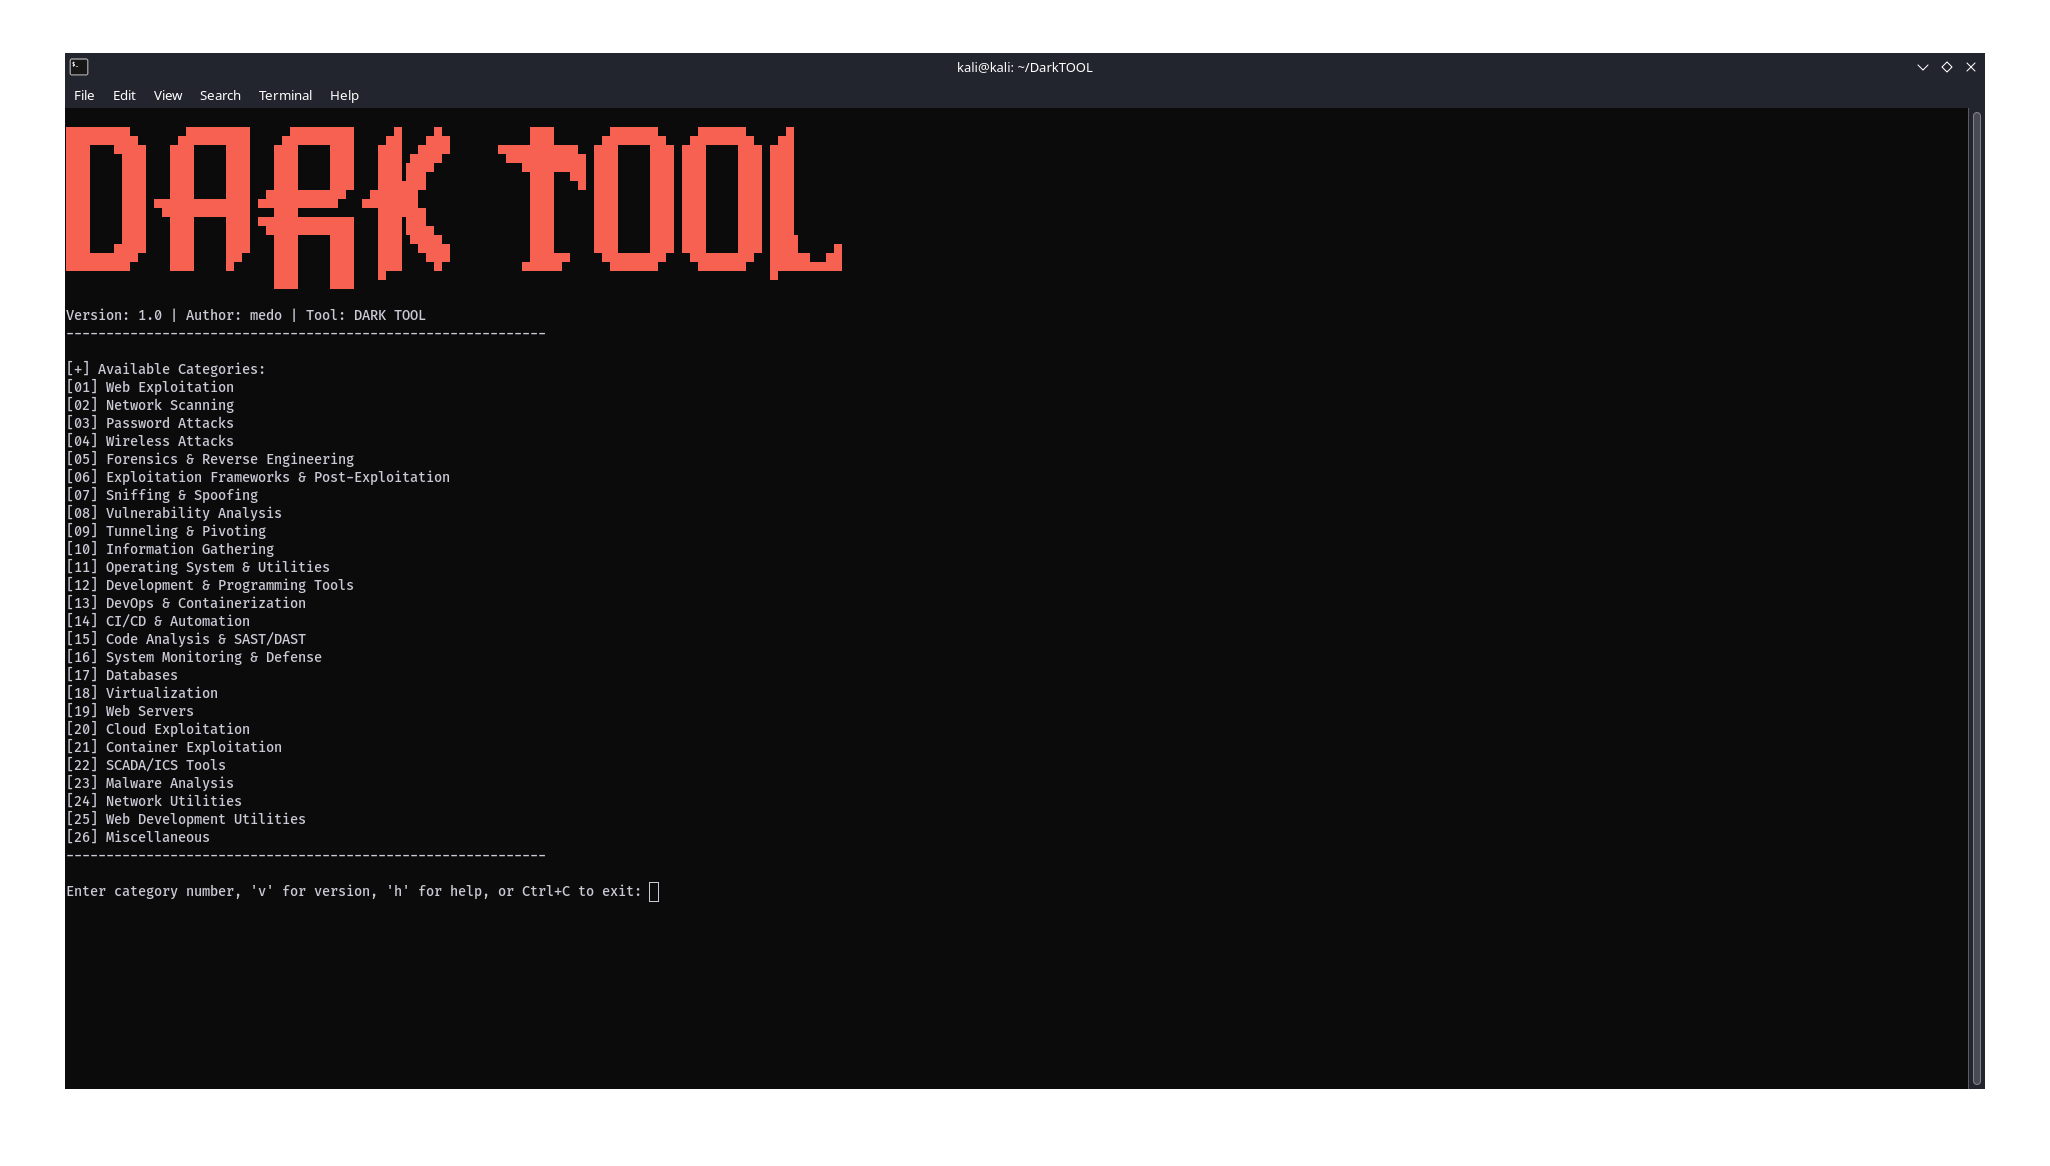 kali@kali: ~/DarkTOOL
File Edit View Search Terminal Help
DARK TOOL
Version: 1.0 | Author: medo | Tool: DARK TOOL
------------------------------------------------------------
[+] Available Categories:
[01] Web Exploitation
[02] Network Scanning
[03] Password Attacks
[04] Wireless Attacks
[05] Forensics & Reverse Engineering
[06] Exploitation Frameworks & Post-Exploitation
[07] Sniffing & Spoofing
[08] Vulnerability Analysis
[09] Tunneling & Pivoting
[10] Information Gathering
[11] Operating System & Utilities
[12] Development & Programming Tools
[13] DevOps & Containerization
[14] CI/CD & Automation
[15] Code Analysis & SAST/DAST
[16] System Monitoring & Defense
[17] Databases
[18] Virtualization
[19] Web Servers
[20] Cloud Exploitation
[21] Container Exploitation
[22] SCADA/ICS Tools
[23] Malware Analysis
[24] Network Utilities
[25] Web Development Utilities
[26] Miscellaneous
------------------------------------------------------------
Enter category number, 'v' for version, 'h' for help, or Ctrl+C to exit: